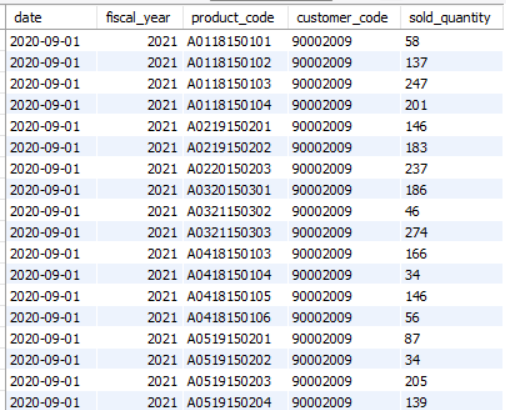 date fiscal_year product_code customer_code sold_quantity
2020-09-01 2021 A0118150101 90002009 58
2020-09-01 2021 A0118150102 90002009 137
2020-09-01 2021 A0118150103 90002009 247
2020-09-01 2021 A0118150104 90002009 201
2020-09-01 2021 A0219150201 90002009 146
2020-09-01 2021 A0219150202 90002009 183
2020-09-01 2021 A0220150203 90002009 237
2020-09-01 2021 A0320150301 90002009 186
2020-09-01 2021 A0321150302 90002009 46
2020-09-01 2021 A0321150303 90002009 274
2020-09-01 2021 A0418150103 90002009 166
2020-09-01 2021 A0418150104 90002009 34
2020-09-01 2021 A0418150105 90002009 146
2020-09-01 2021 A0418150106 90002009 56
2020-09-01 2021 A0519150201 90002009 87
2020-09-01 2021 A0519150202 90002009 34
2020-09-01 2021 A0519150203 90002009 205
2020-09-01 2021 A0519150204 90002009 139